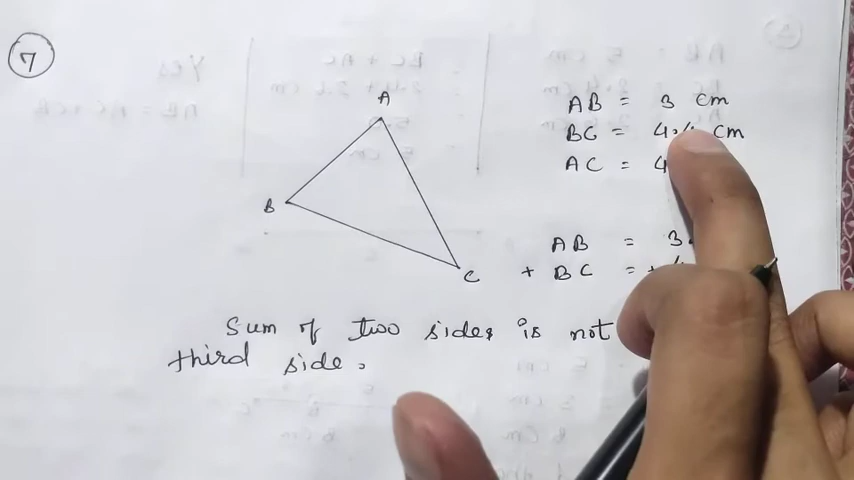 7
A
B
C
AB = 3 cm
BC = cm
AC = 4
AB = 3
+ BC = +
Sum of two sides is not
third side.